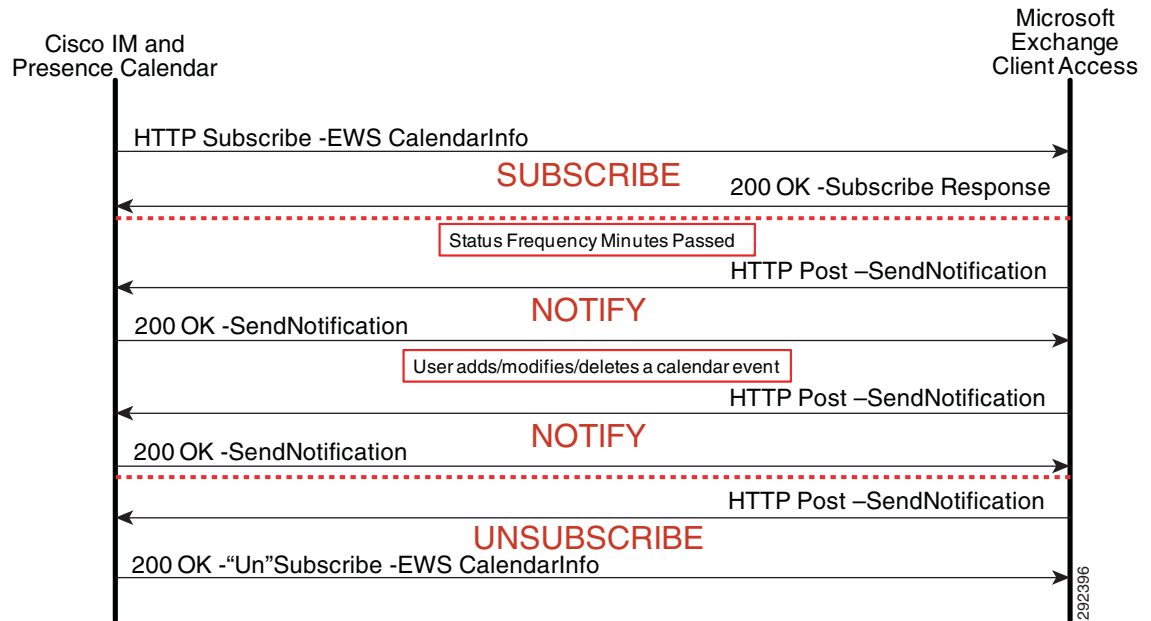 Cisco IM and
Presence Calendar
Microsoft
Exchange
Client Access
HTTP Subscribe -EWS CalendarInfo
SUBSCRIBE
200 OK -Subscribe Response
Status Frequency Minutes Passed
HTTP Post –SendNotification
NOTIFY
200 OK -SendNotification
User adds/modifies/deletes a calendar event
HTTP Post –SendNotification
NOTIFY
200 OK -SendNotification
HTTP Post –SendNotification
UNSUBSCRIBE
200 OK -“Un”Subscribe -EWS CalendarInfo
292396